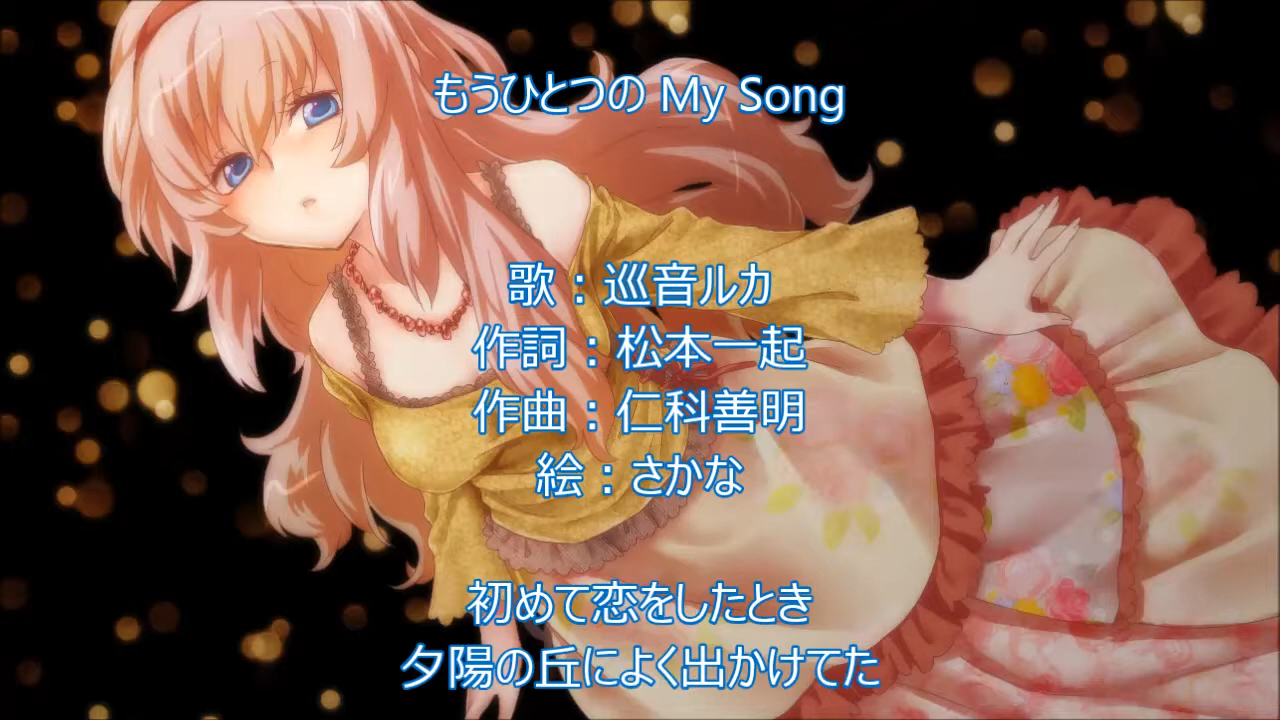 もうひとつの My Song
歌：巡音ルカ
作詞：松本一起
作曲：仁科善明
絵：さかな
初めて恋をしたとき
夕陽の丘によく出かけてた